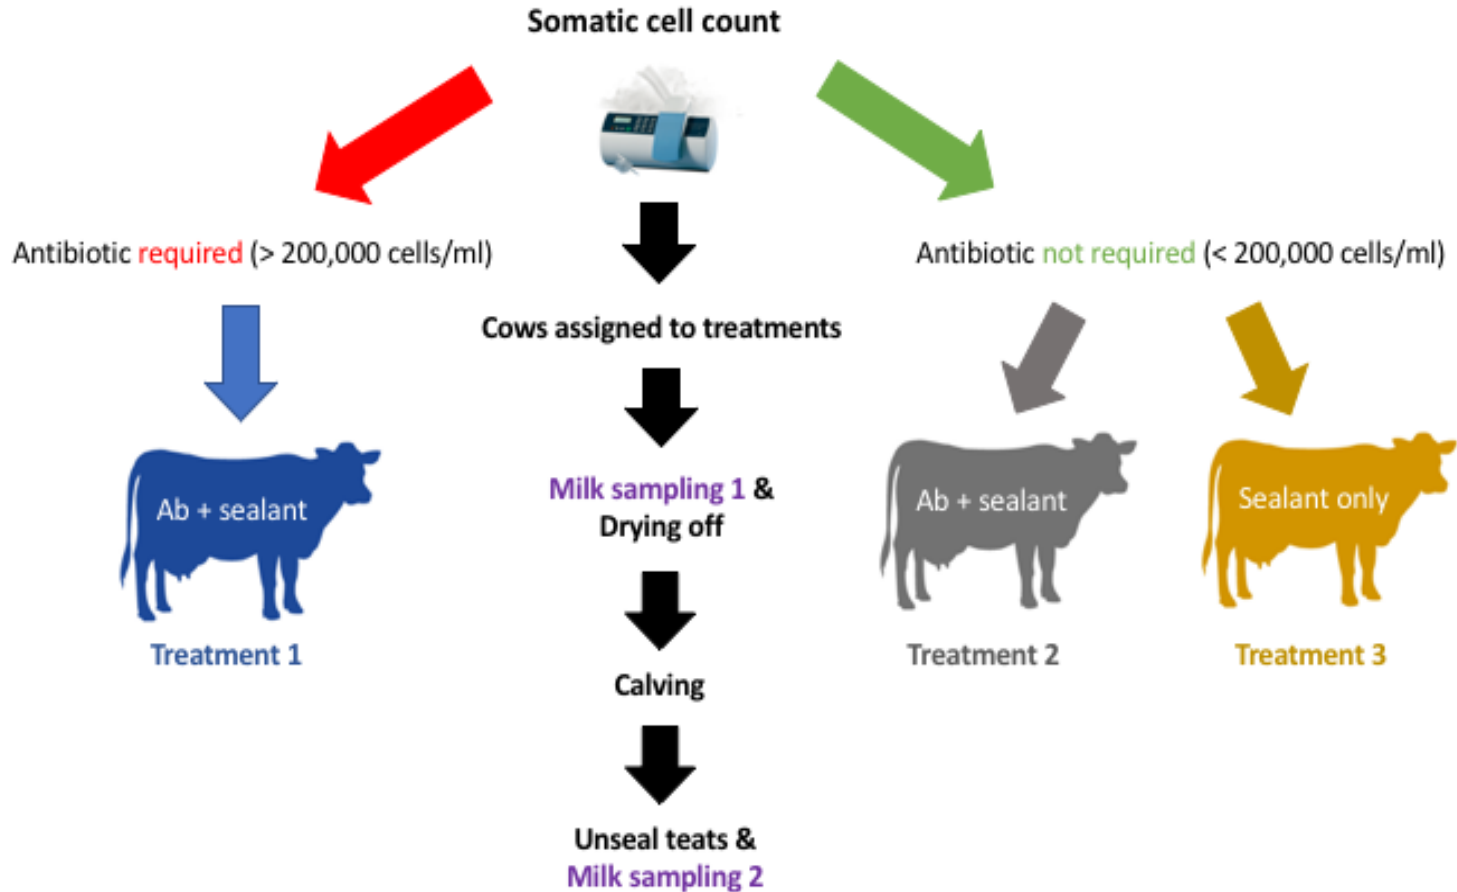 Somatic cell count
Antibiotic required (> 200,000 cells/ml)
Antibiotic not required (< 200,000 cells/ml)
Cows assigned to treatments
Milk sampling 1 &
Drying off
Ab + sealant
Ab + sealant
Sealant only
Treatment 1
Treatment 2
Treatment 3
Calving
Unseal teats &
Milk sampling 2